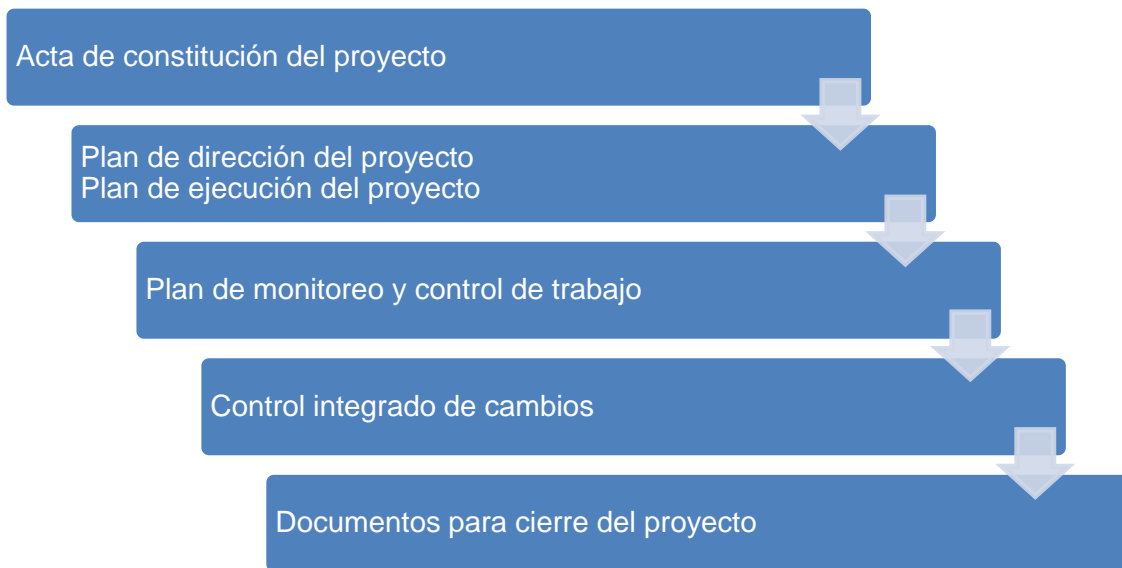 Acta de constitución del proyecto
Plan de dirección del proyecto
Plan de ejecución del proyecto
Plan de monitoreo y control de trabajo
Control integrado de cambios
Documentos para cierre del proyecto